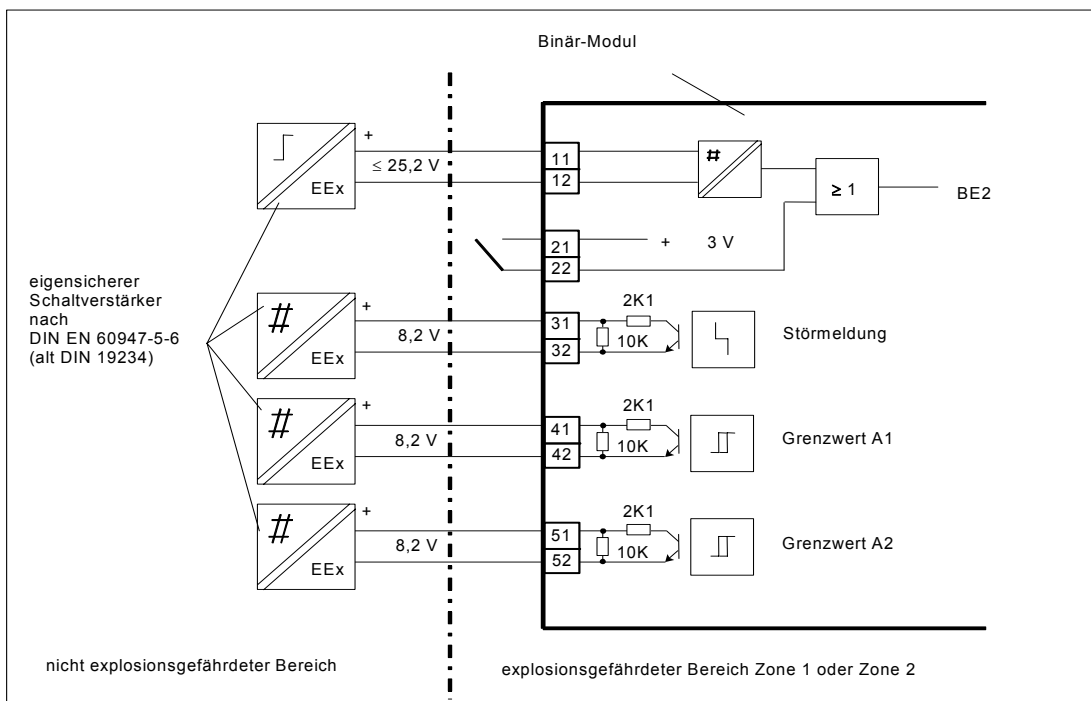 Binär-Modul
+
≤ 25,2 V
EEx
11
12
#
≥ 1
BE2
21
22
+ 3 V
eigensicherer
Schaltverstärker
nach
DIN EN 60947-5-6
(alt DIN 19234)
#
+
8,2 V
EEx
31
32
2K1
10K
Störmeldung
#
+
8,2 V
EEx
41
42
2K1
10K
Grenzwert A1
#
+
8,2 V
EEx
51
52
2K1
10K
Grenzwert A2
nicht explosionsgefährdeter Bereich
explosionsgefährdeter Bereich Zone 1 oder Zone 2